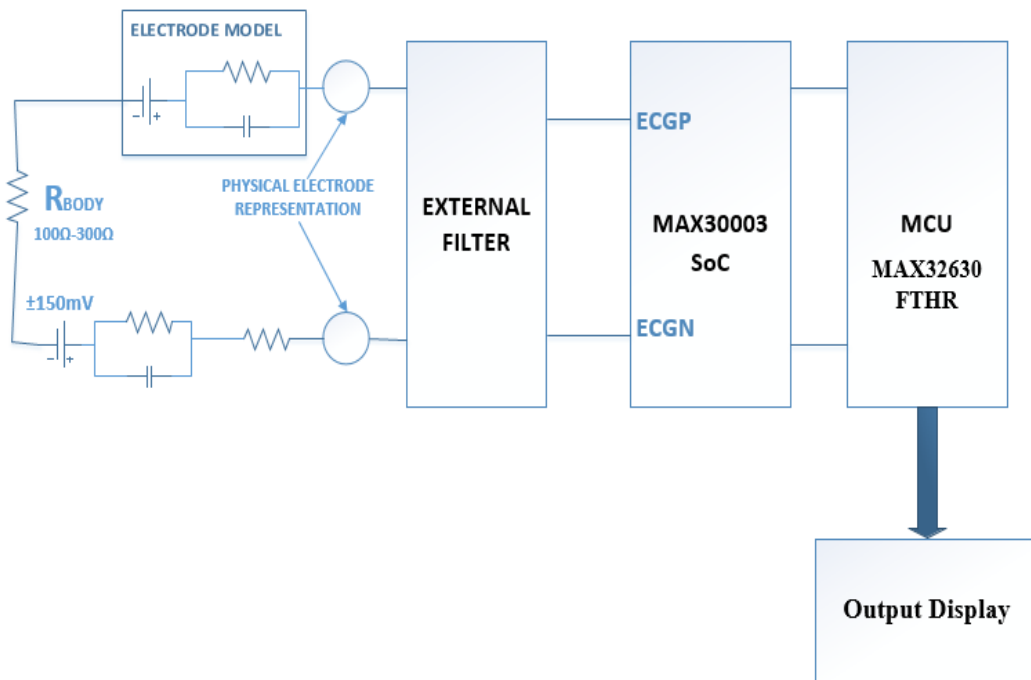 ELECTRODE MODEL
- +
RBODY
100Ω-300Ω
PHYSICAL ELECTRODE
REPRESENTATION
±150mV
- +
EXTERNAL
FILTER
ECGP
MAX30003
SoC
ECGN
MCU
MAX32630
FTHR
Output Display